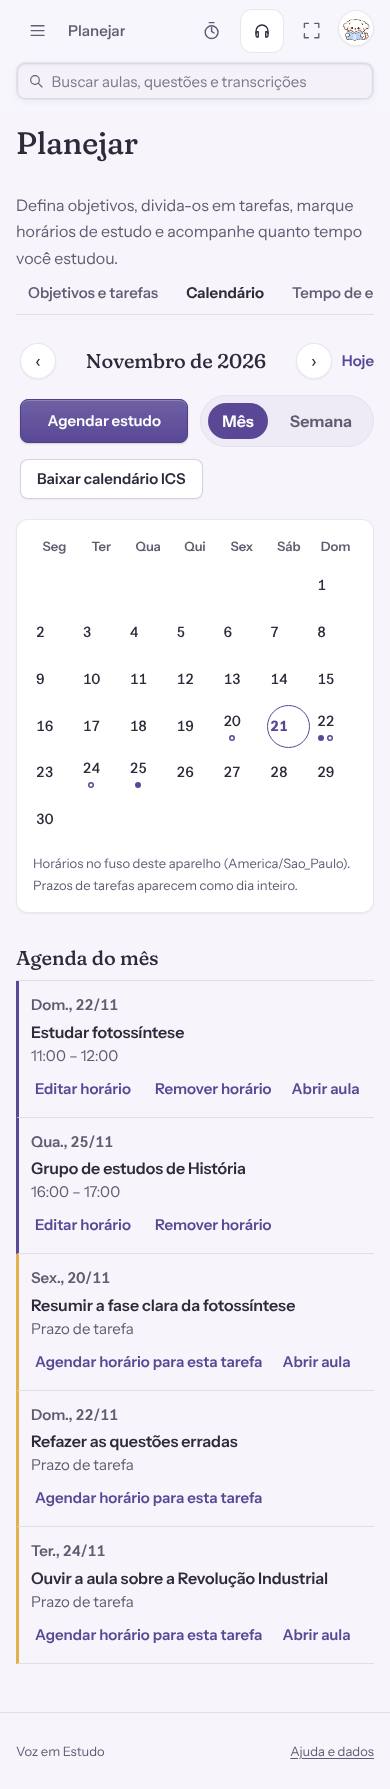 Planejar
Buscar aulas, questões e transcrições
Planejar
Defina objetivos, divida-os em tarefas, marque
horários de estudo e acompanhe quanto tempo
você estudou.
Objetivos e tarefas Calendário Tempo de e
‹ Novembro de 2026 › Hoje
Agendar estudo Mês Semana
Baixar calendário ICS
Seg Ter Qua Qui Sex Sáb Dom
1
2 3 4 5 6 7 8
9 10 11 12 13 14 15
16 17 18 19 20 21 22
23 24 25 26 27 28 29
30
Horários no fuso deste aparelho (America/Sao_Paulo).
Prazos de tarefas aparecem como dia inteiro.
Agenda do mês
Dom., 22/11
Estudar fotossíntese
11:00 – 12:00
Editar horário Remover horário Abrir aula
Qua., 25/11
Grupo de estudos de História
16:00 – 17:00
Editar horário Remover horário
Sex., 20/11
Resumir a fase clara da fotossíntese
Prazo de tarefa
Agendar horário para esta tarefa Abrir aula
Dom., 22/11
Refazer as questões erradas
Prazo de tarefa
Agendar horário para esta tarefa
Ter., 24/11
Ouvir a aula sobre a Revolução Industrial
Prazo de tarefa
Agendar horário para esta tarefa Abrir aula
Voz em Estudo Ajuda e dados